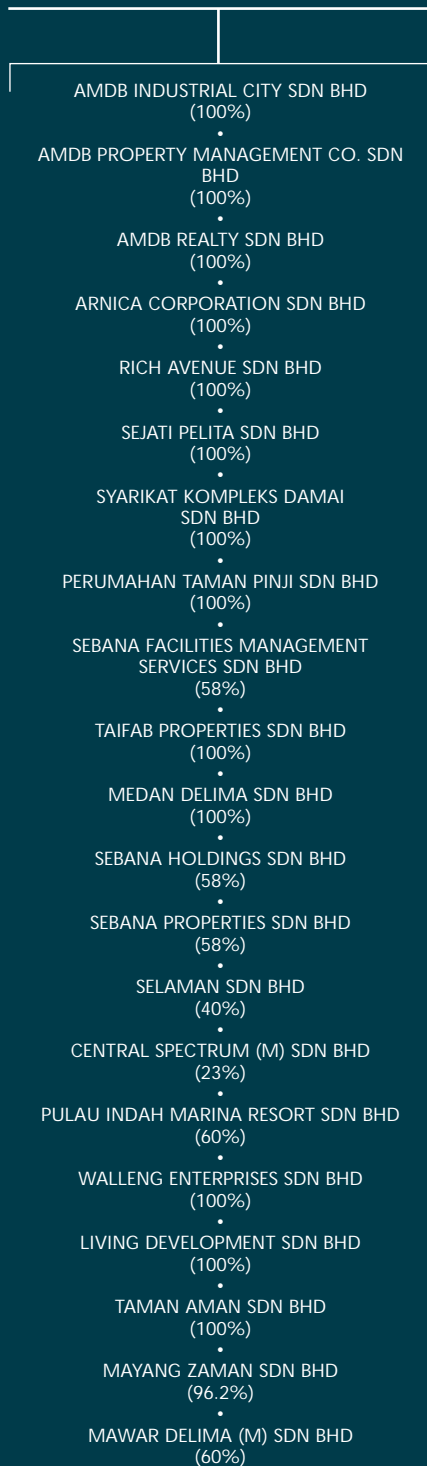 AMDB INDUSTRIAL CITY SDN BHD
(100%)
•
AMDB PROPERTY MANAGEMENT CO. SDN
BHD
(100%)
•
AMDB REALTY SDN BHD
(100%)
•
ARNICA CORPORATION SDN BHD
(100%)
•
RICH AVENUE SDN BHD
(100%)
•
SEJATI PELITA SDN BHD
(100%)
•
SYARIKAT KOMPLEKS DAMAI
SDN BHD
(100%)
•
PERUMAHAN TAMAN PINJI SDN BHD
(100%)
•
SEBANA FACILITIES MANAGEMENT
SERVICES SDN BHD
(58%)
•
TAIFAB PROPERTIES SDN BHD
(100%)
•
MEDAN DELIMA SDN BHD
(100%)
•
SEBANA HOLDINGS SDN BHD
(58%)
•
SEBANA PROPERTIES SDN BHD
(58%)
•
SELAMAN SDN BHD
(40%)
•
CENTRAL SPECTRUM (M) SDN BHD
(23%)
•
PULAU INDAH MARINA RESORT SDN BHD
(60%)
•
WALLENG ENTERPRISES SDN BHD
(100%)
•
LIVING DEVELOPMENT SDN BHD
(100%)
•
TAMAN AMAN SDN BHD
(100%)
•
MAYANG ZAMAN SDN BHD
(96.2%)
•
MAWAR DELIMA (M) SDN BHD
(60%)